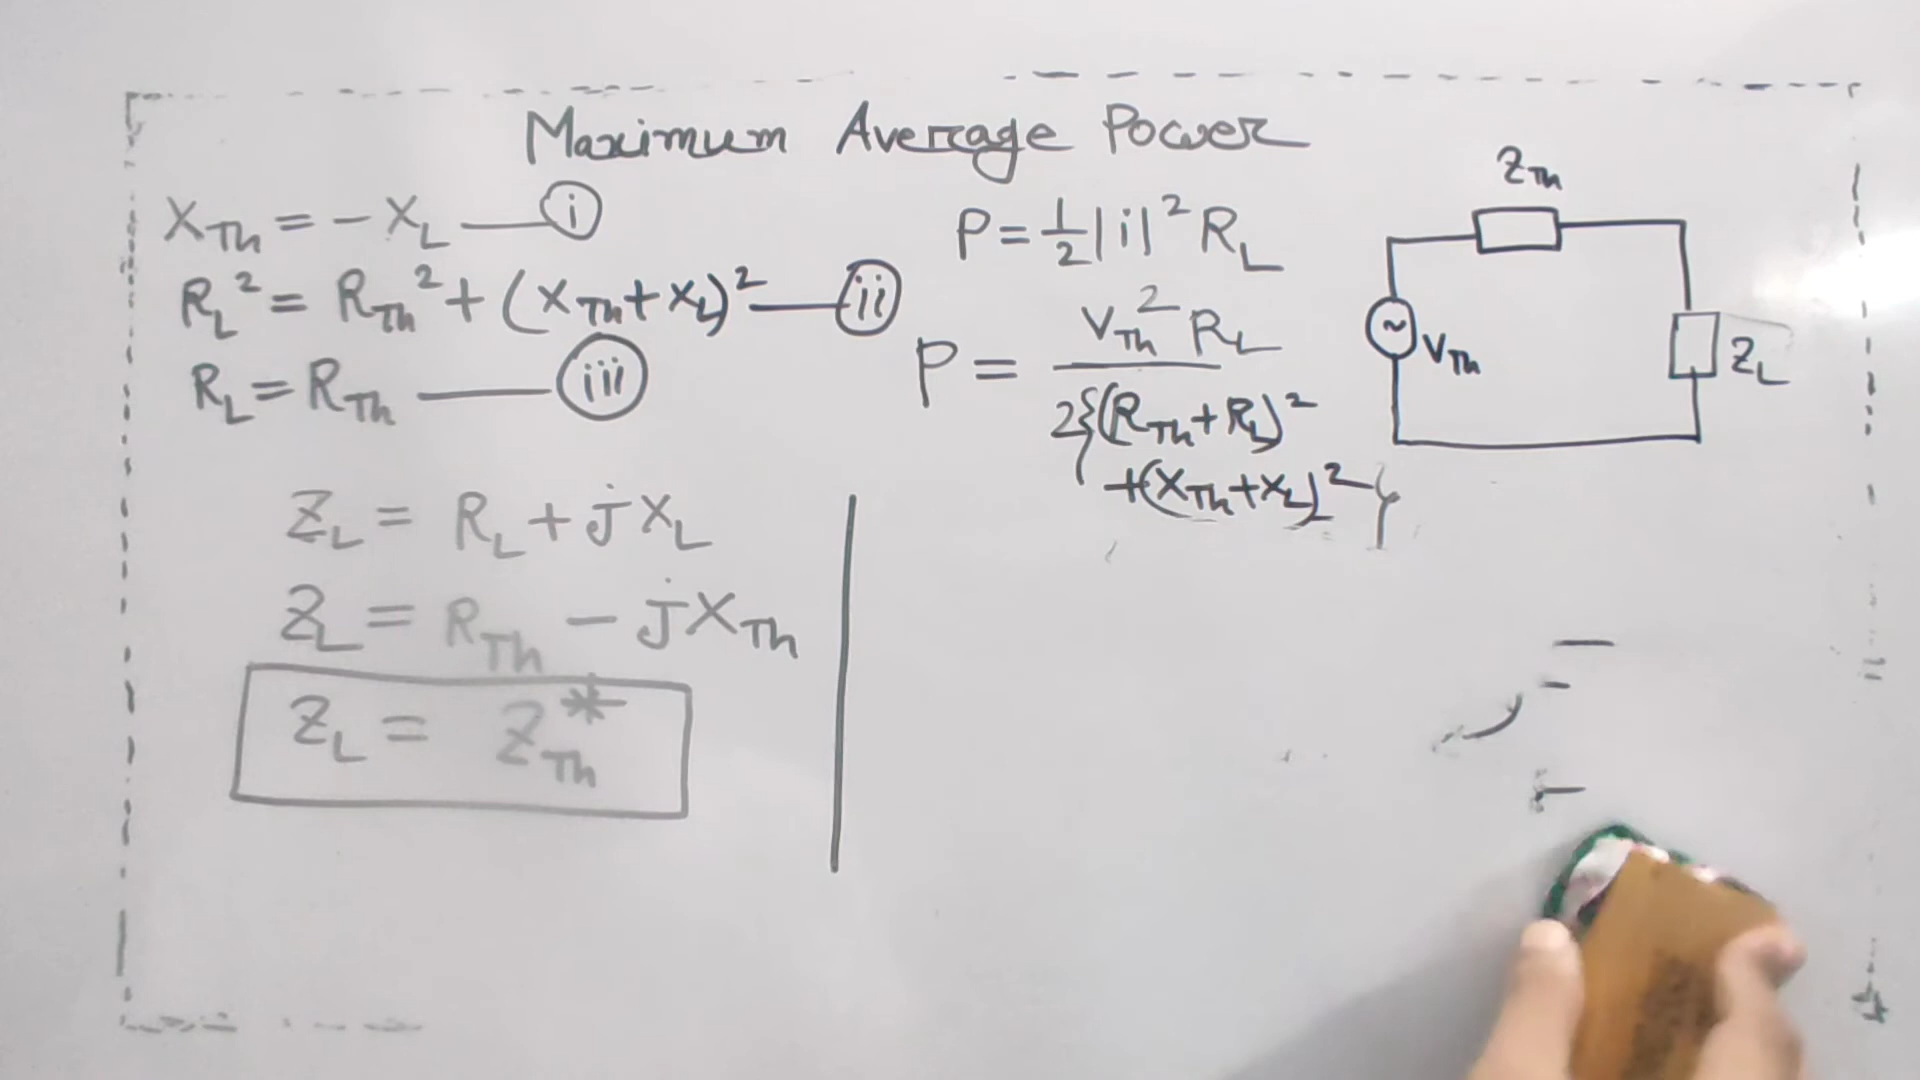 Maximum Average Power
X_Th = - X_L — (i)
R_L² = R_Th² + (X_Th + X_L)² — (ii)
R_L = R_Th — (iii)
Z_L = R_L + jX_L
Z_L = R_Th - jX_Th
Z_L = Z_Th*
P = 1/2 |i|² R_L
P = V_Th² R_L / 2{(R_Th + R_L)²
+ (X_Th + X_L)²}
Z_Th
V_Th
Z_L